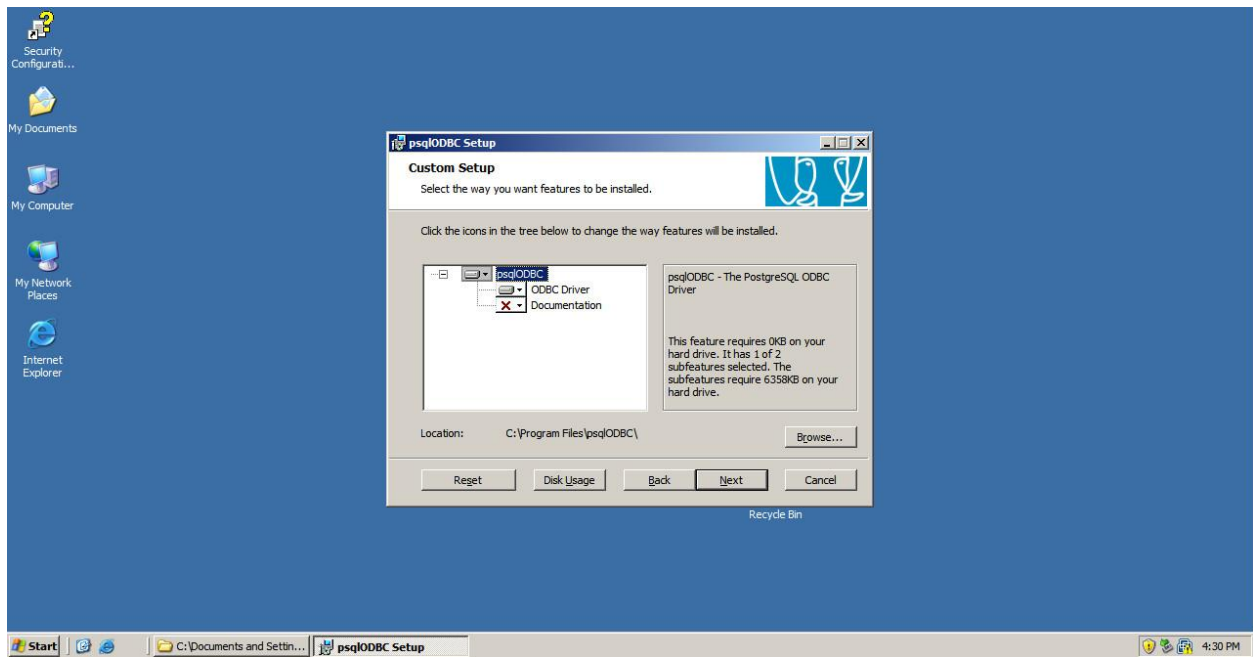 Security
Configurati...
My Documents
My Computer
My Network
Places
Internet
Explorer
psqlODBC Setup
Custom Setup
Select the way you want features to be installed.
Click the icons in the tree below to change the way features will be installed.
psqlODBC
ODBC Driver
Documentation
psqlODBC - The PostgreSQL ODBC
Driver
This feature requires 0KB on your
hard drive. It has 1 of 2
subfeatures selected. The
subfeatures require 6358KB on your
hard drive.
Location: C:\Program Files\psqlODBC\
Browse...
Reset Disk Usage Back Next Cancel
Recycle Bin
Start C:\Documents and Settin... psqlODBC Setup 4:30 PM